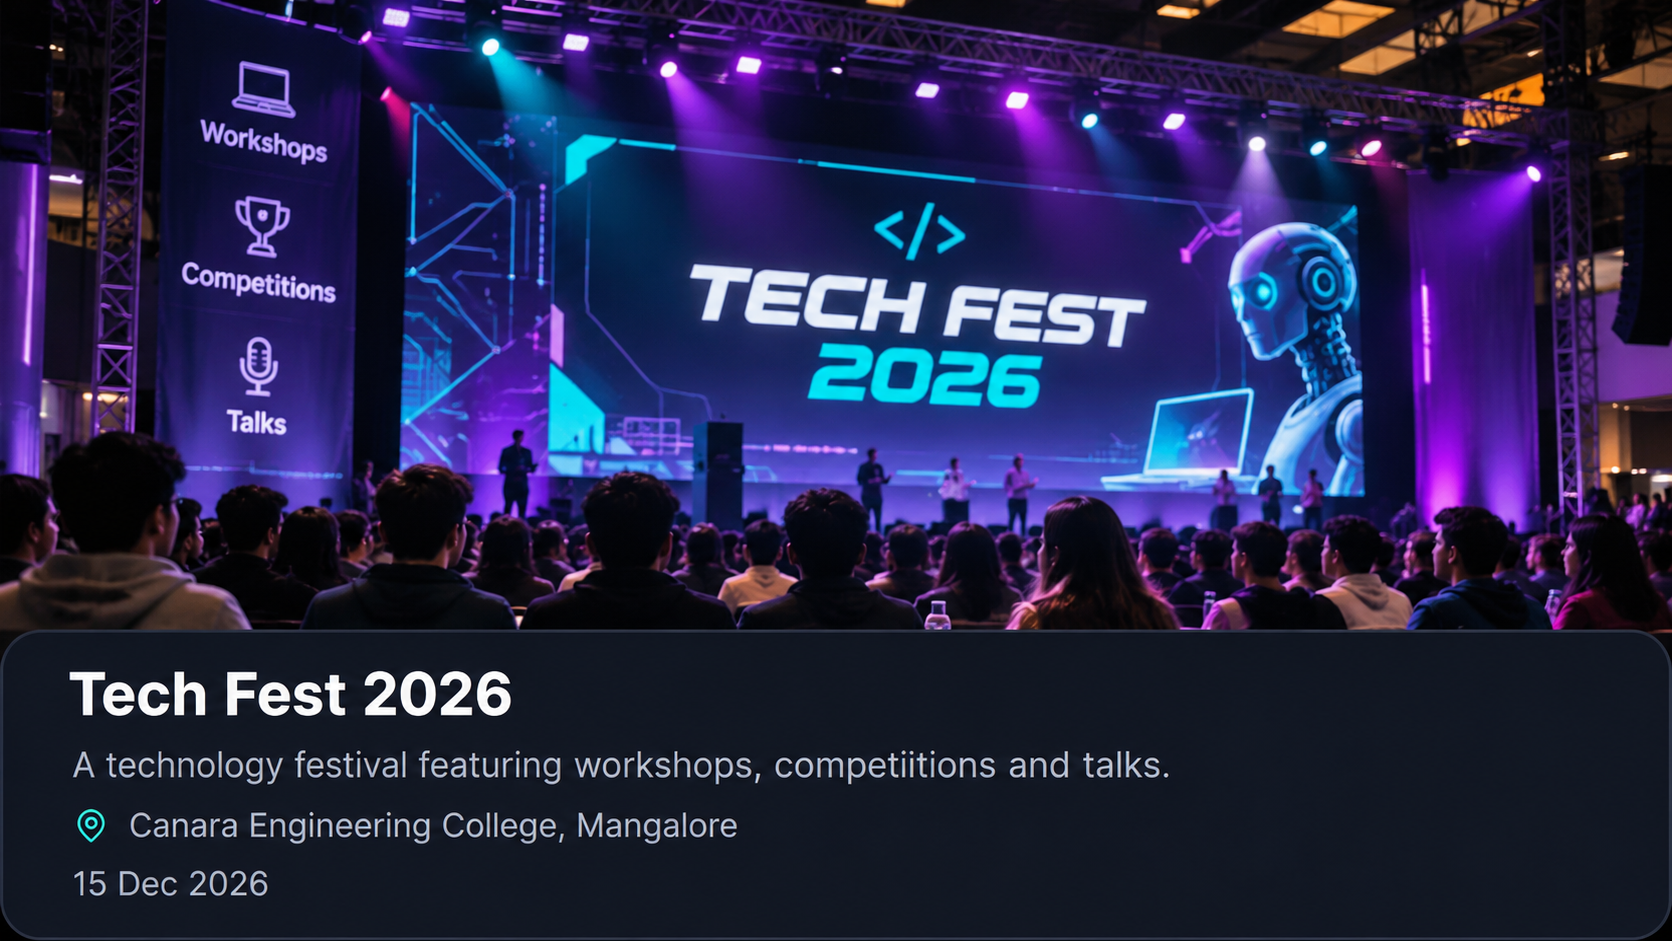 Workshops
Competitions
Talks
</>
TECH FEST
2026
Tech Fest 2026
A technology festival featuring workshops, competiitions and talks.
Canara Engineering College, Mangalore
15 Dec 2026